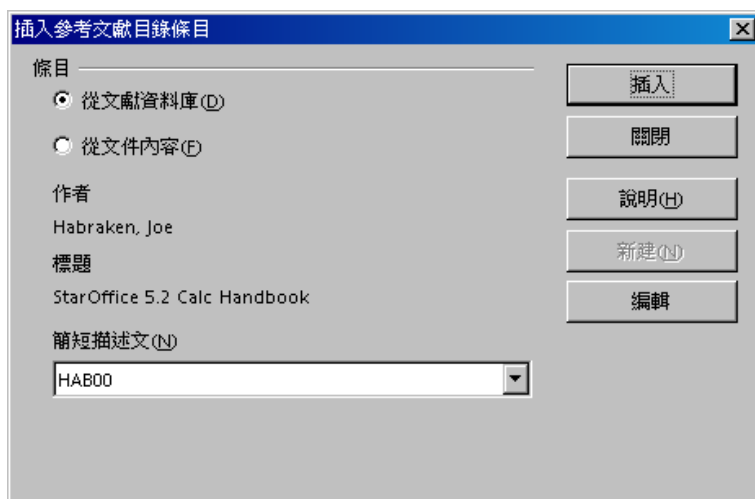 插入參考文獻目錄條目
條目
從文獻資料庫(D)
從文件內容(F)
作者
Habraken, Joe
標題
StarOffice 5.2 Calc Handbook
簡短描述文(N)
HAB00
插入
關閉
說明(H)
新建(N)
編輯